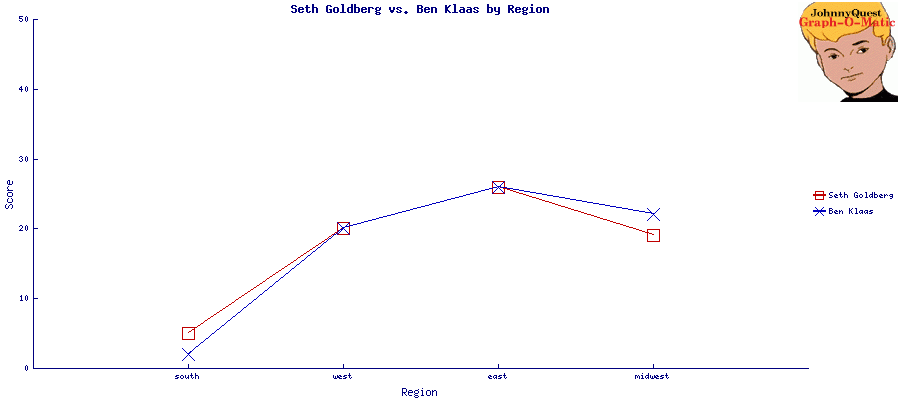 Seth Goldberg vs. Ben Klaas by Region
JohnnyQuest
Graph-O-Matic
50
40
30
20
10
0
Score
south west east midwest
Region
Seth Goldberg
Ben Klaas